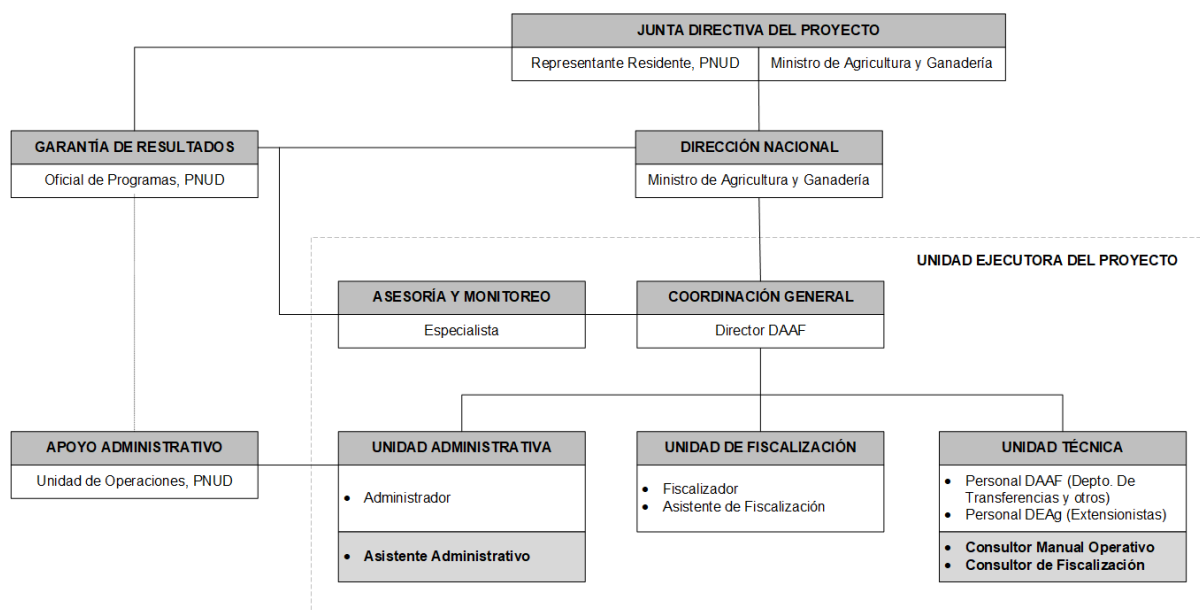 JUNTA DIRECTIVA DEL PROYECTO
Representante Residente, PNUD
Ministro de Agricultura y Ganadería
GARANTÍA DE RESULTADOS
Oficial de Programas, PNUD
DIRECCIÓN NACIONAL
Ministro de Agricultura y Ganadería
UNIDAD EJECUTORA DEL PROYECTO
ASESORÍA Y MONITOREO
Especialista
COORDINACIÓN GENERAL
Director DAAF
APOYO ADMINISTRATIVO
Unidad de Operaciones, PNUD
UNIDAD ADMINISTRATIVA
• Administrador
• Asistente Administrativo
UNIDAD DE FISCALIZACIÓN
• Fiscalizador
• Asistente de Fiscalización
UNIDAD TÉCNICA
• Personal DAAF (Depto. De
Transferencias y otros)
• Personal DEAg (Extensionistas)
• Consultor Manual Operativo
• Consultor de Fiscalización